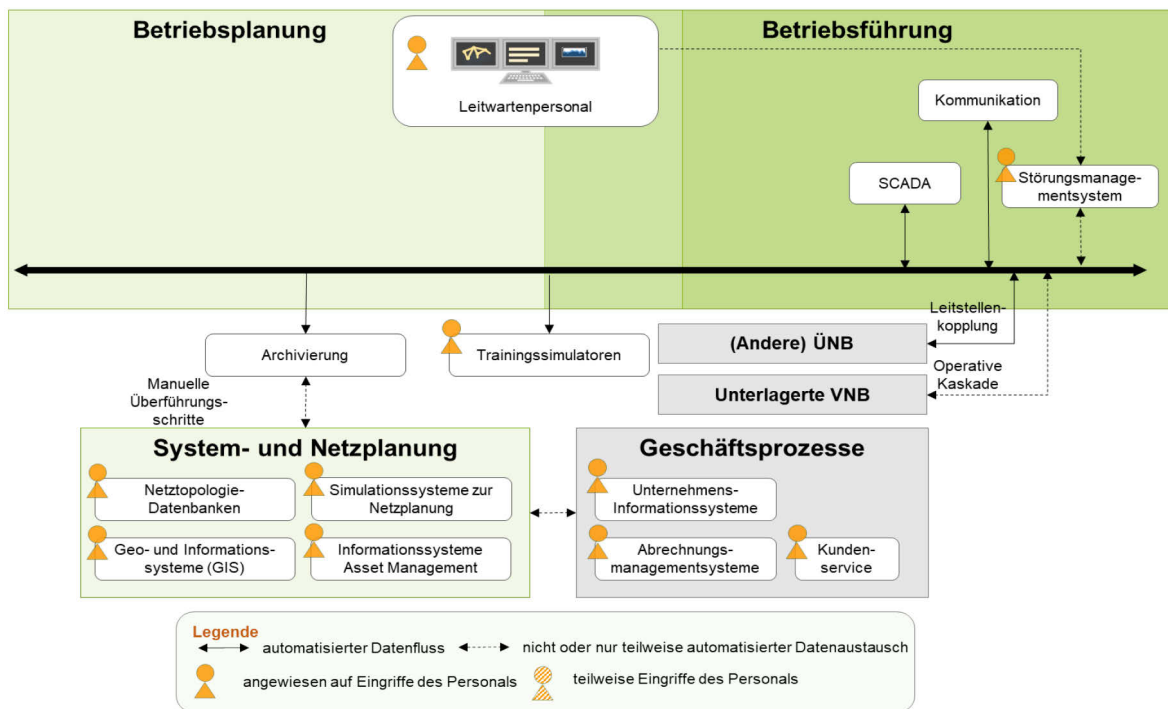 Betriebsplanung
Betriebsführung
Leitwartenpersonal
Kommunikation
SCADA
Störungsmanage-
mentsystem
Leitstellen-
kopplung
Archivierung
Trainingssimulatoren
(Andere) ÜNB
Operative
Kaskade
Unterlagerte VNB
Manuelle
Überführungs-
schritte
System- und Netzplanung
Netztopologie-
Datenbanken
Simulationssysteme zur
Netzplanung
Geo- und Informations-
systeme (GIS)
Informationssysteme
Asset Management
Geschäftsprozesse
Unternehmens-
Informationssysteme
Abrechnungs-
managementsysteme
Kunden-
service
Legende
automatisierter Datenfluss
nicht oder nur teilweise automatisierter Datenaustausch
angewiesen auf Eingriffe des Personals
teilweise Eingriffe des Personals